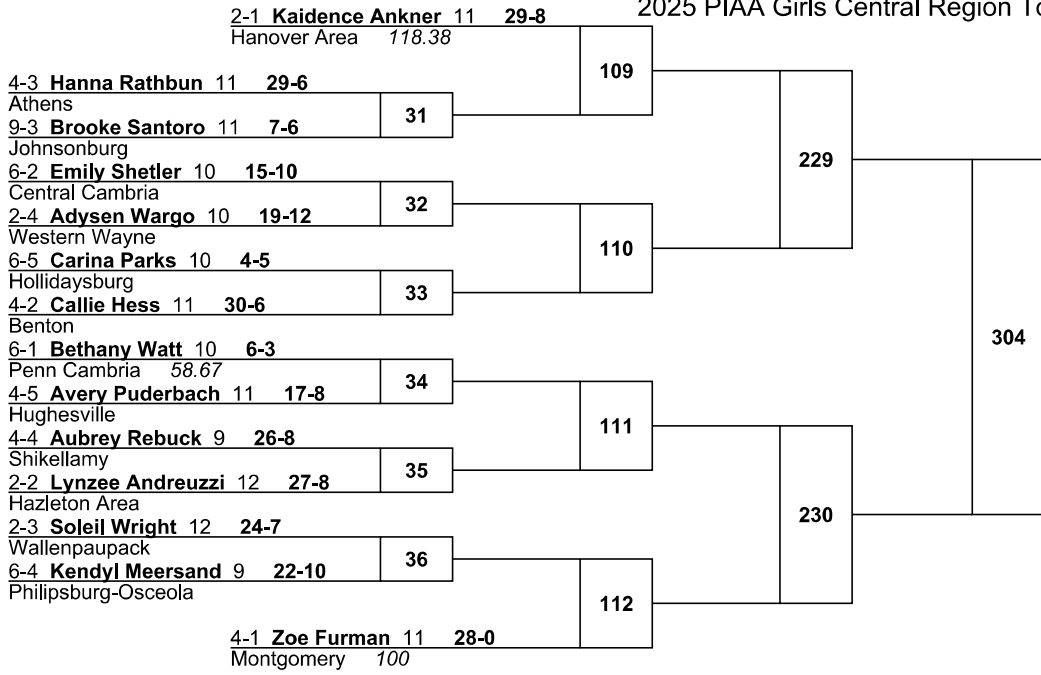 2025 PIAA Girls Central Region
2-1 Kaidence Ankner 11 29-8
Hanover Area 118.38
109
4-3 Hanna Rathbun 11 29-6
Athens
31
9-3 Brooke Santoro 11 7-6
Johnsonburg
229
6-2 Emily Shetler 10 15-10
Central Cambria
32
2-4 Adysen Wargo 10 19-12
Western Wayne
110
6-5 Carina Parks 10 4-5
Hollidaysburg
33
4-2 Callie Hess 11 30-6
Benton
304
6-1 Bethany Watt 10 6-3
Penn Cambria 58.67
34
4-5 Avery Puderbach 11 17-8
Hughesville
111
4-4 Aubrey Rebuck 9 26-8
Shikellamy
35
2-2 Lynzee Andreuzzi 12 27-8
Hazleton Area
230
2-3 Soleil Wright 12 24-7
Wallenpaupack
36
6-4 Kendyl Meersand 9 22-10
Philipsburg-Osceola
112
4-1 Zoe Furman 11 28-0
Montgomery 100